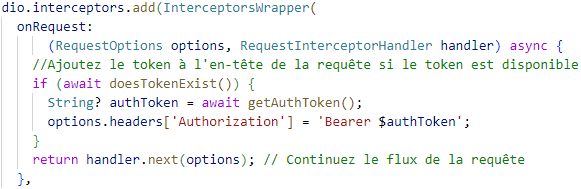 dio.interceptors.add(InterceptorsWrapper(
onRequest:
(RequestOptions options, RequestInterceptorHandler handler) async {
//Ajoutez le token à l'en-tête de la requête si le token est disponible
if (await doesTokenExist()) {
String? authToken = await getAuthToken();
options.headers['Authorization'] = 'Bearer $authToken';
}
return handler.next(options); // Continuez le flux de la requête
},